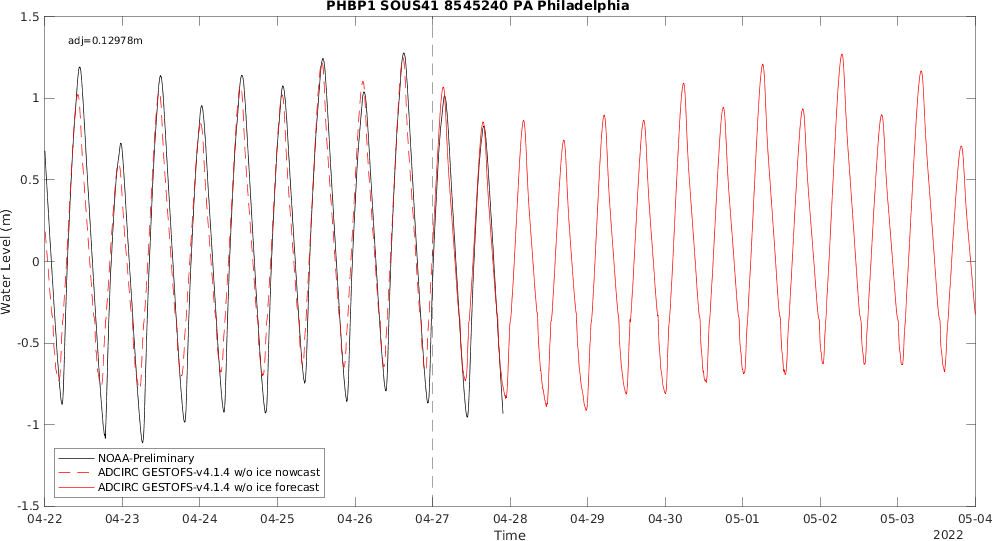 PHBP1 SOUS41 8545240 PA Philadelphia
adj=0.12978m
1.5
1
0.5
0
-0.5
-1
-1.5
Water Level (m)
NOAA-Preliminary
ADCIRC GESTOFS-v4.1.4 w/o ice nowcast
ADCIRC GESTOFS-v4.1.4 w/o ice forecast
04-22 04-23 04-24 04-25 04-26 04-27 04-28 04-29 04-30 05-01 05-02 05-03 05-04
Time
2022